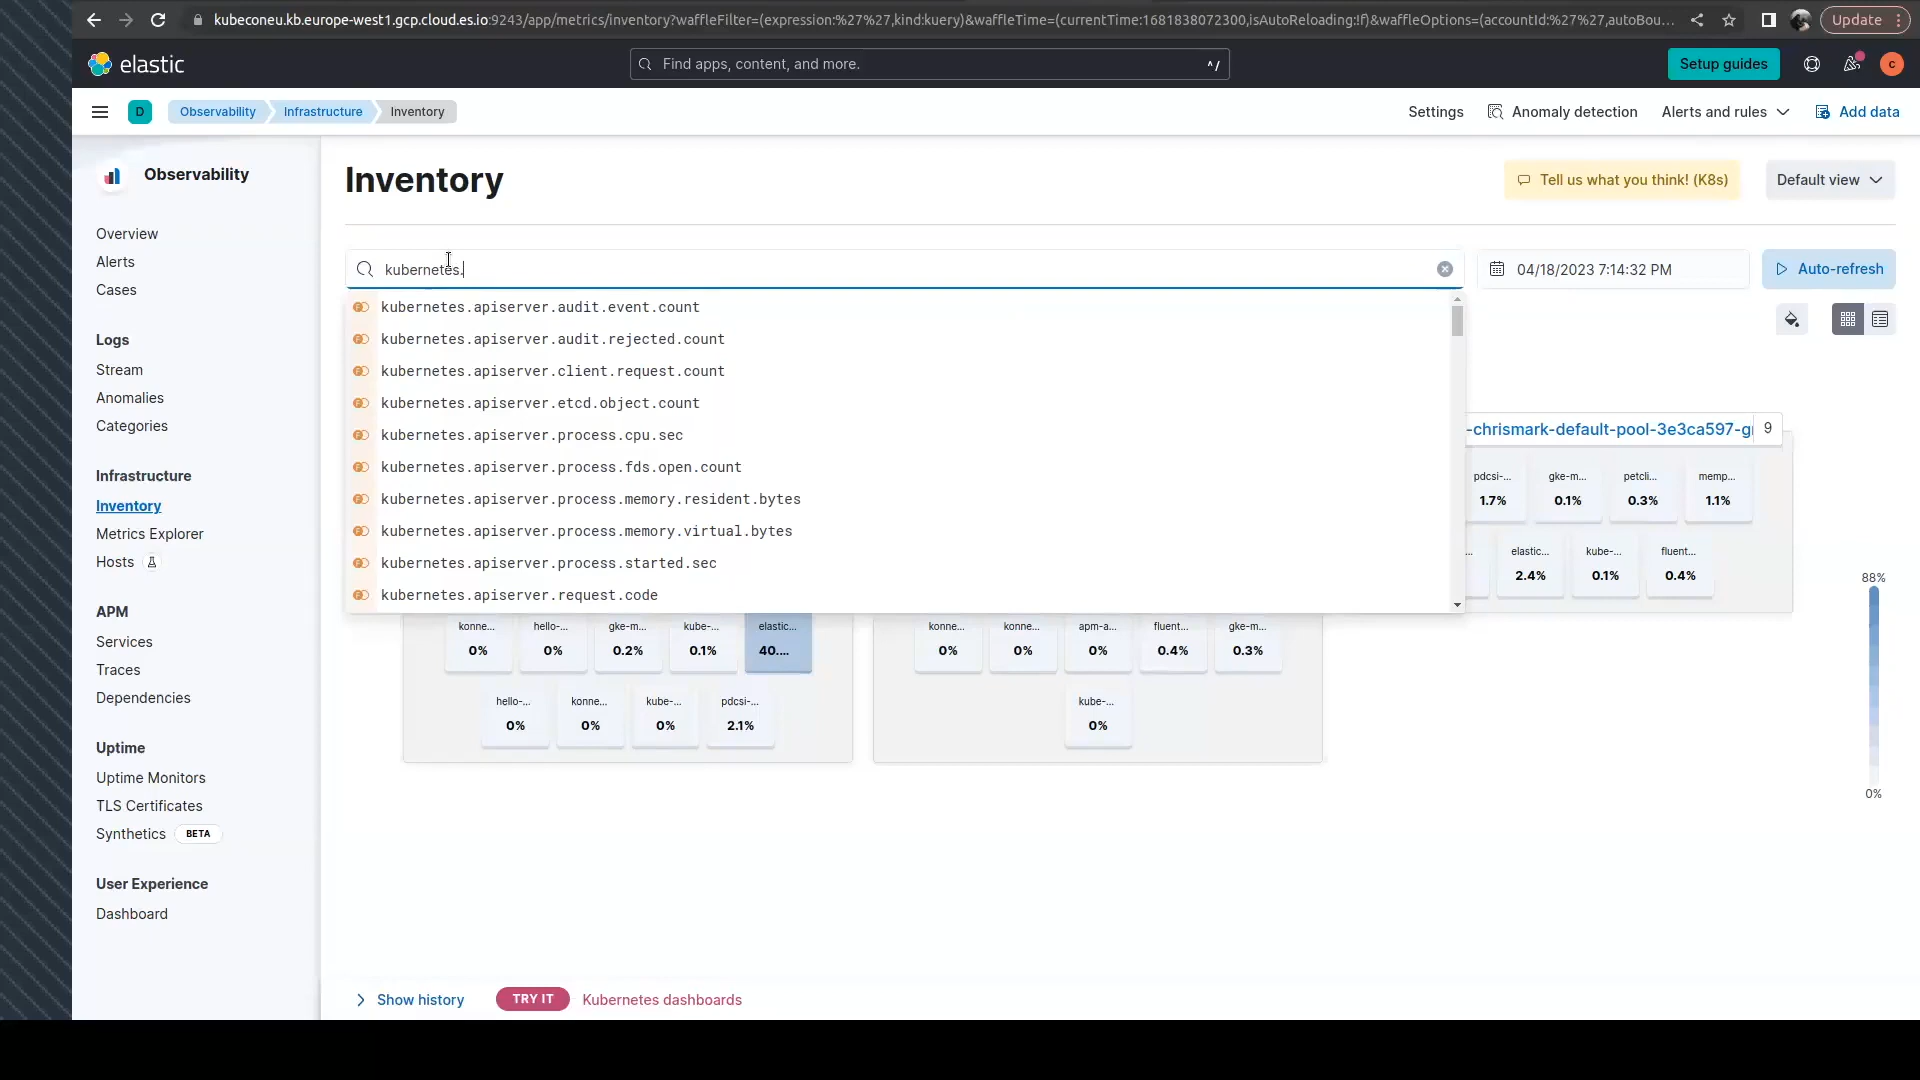 kubeconeu.kb.europe-west1.gcp.cloud.es.io:9243/app/metrics/inventory?waffleFilter=(expression:%27%27,kind:kuery)&waffleTime=(currentTime:1681838072300,isAutoReloading:!f)&waffleOptions=(accountId:%27%27,autoBou...
Update
elastic
Find apps, content, and more.
^/
Setup guides
c
D
Observability
Infrastructure
Inventory
Settings
Anomaly detection
Alerts and rules
Add data
Observability
Overview
Alerts
Cases
Logs
Stream
Anomalies
Categories
Infrastructure
Inventory
Metrics Explorer
Hosts
APM
Services
Traces
Dependencies
Uptime
Uptime Monitors
TLS Certificates
Synthetics BETA
User Experience
Dashboard
Inventory
Tell us what you think! (K8s)
Default view
kubernetes.
04/18/2023 7:14:32 PM
Auto-refresh
kubernetes.apiserver.audit.event.count
kubernetes.apiserver.audit.rejected.count
kubernetes.apiserver.client.request.count
kubernetes.apiserver.etcd.object.count
kubernetes.apiserver.process.cpu.sec
kubernetes.apiserver.process.fds.open.count
kubernetes.apiserver.process.memory.resident.bytes
kubernetes.apiserver.process.memory.virtual.bytes
kubernetes.apiserver.process.started.sec
kubernetes.apiserver.request.code
-chrismark-default-pool-3e3ca597-g 9
pdcsi-... gke-m... petcli... memp...
1.7% 0.1% 0.3% 1.1%
... elastic... kube-... fluent...
2.4% 0.1% 0.4%
88%
0%
konne... hello-... gke-m... kube-... elastic...
0% 0% 0.2% 0.1% 40....
hello-... konne... kube-... pdcsi-...
0% 0% 0% 2.1%
konne... konne... apm-a... fluent... gke-m...
0% 0% 0% 0.4% 0.3%
kube-...
0%
Show history
TRY IT
Kubernetes dashboards